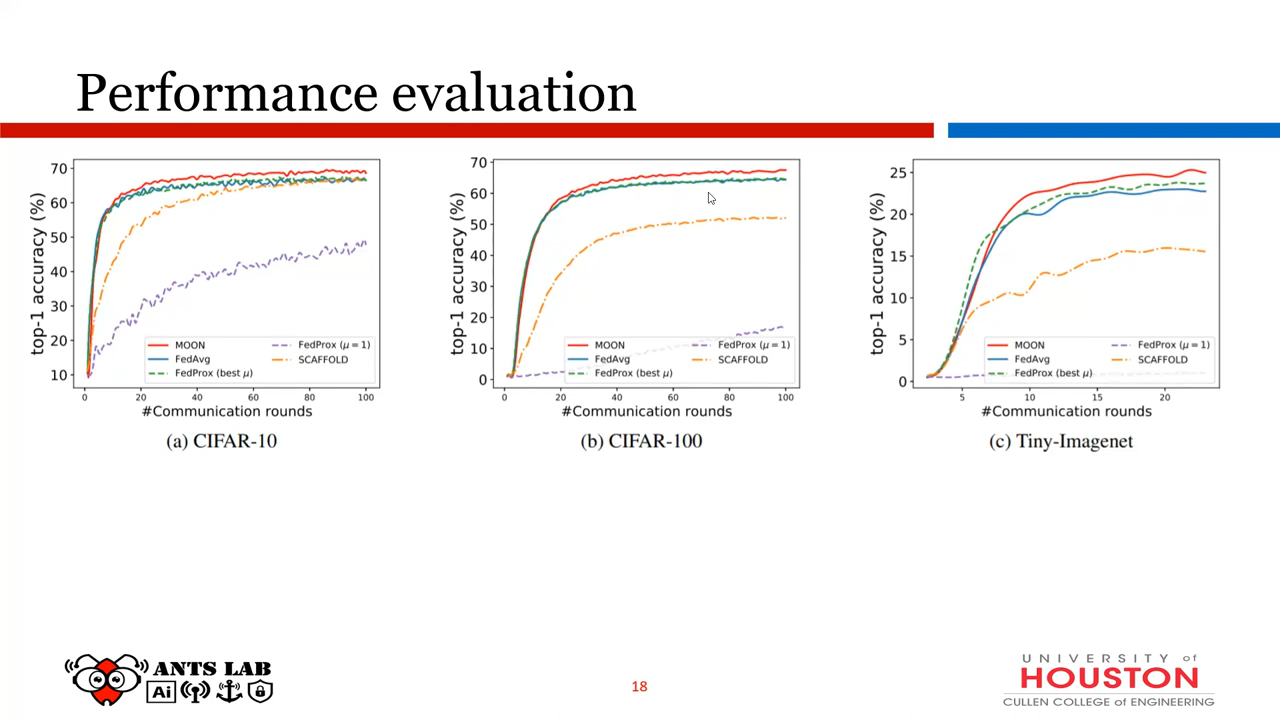 Performance evaluation
70
60
50
40
30
20
10
top-1 accuracy (%)
MOON
FedAvg
FedProx (best μ)
FedProx (μ = 1)
SCAFFOLD
0 20 40 60 80 100
#Communication rounds
(a) CIFAR-10
70
60
50
40
30
20
10
0
top-1 accuracy (%)
MOON
FedAvg
FedProx (best μ)
FedProx (μ = 1)
SCAFFOLD
0 20 40 60 80 100
#Communication rounds
(b) CIFAR-100
25
20
15
10
5
0
top-1 accuracy (%)
MOON
FedAvg
FedProx (best μ)
FedProx (μ = 1)
SCAFFOLD
5 10 15 20
#Communication rounds
(c) Tiny-Imagenet
ANTS LAB
Ai
18
UNIVERSITY of
HOUSTON
CULLEN COLLEGE of ENGINEERING